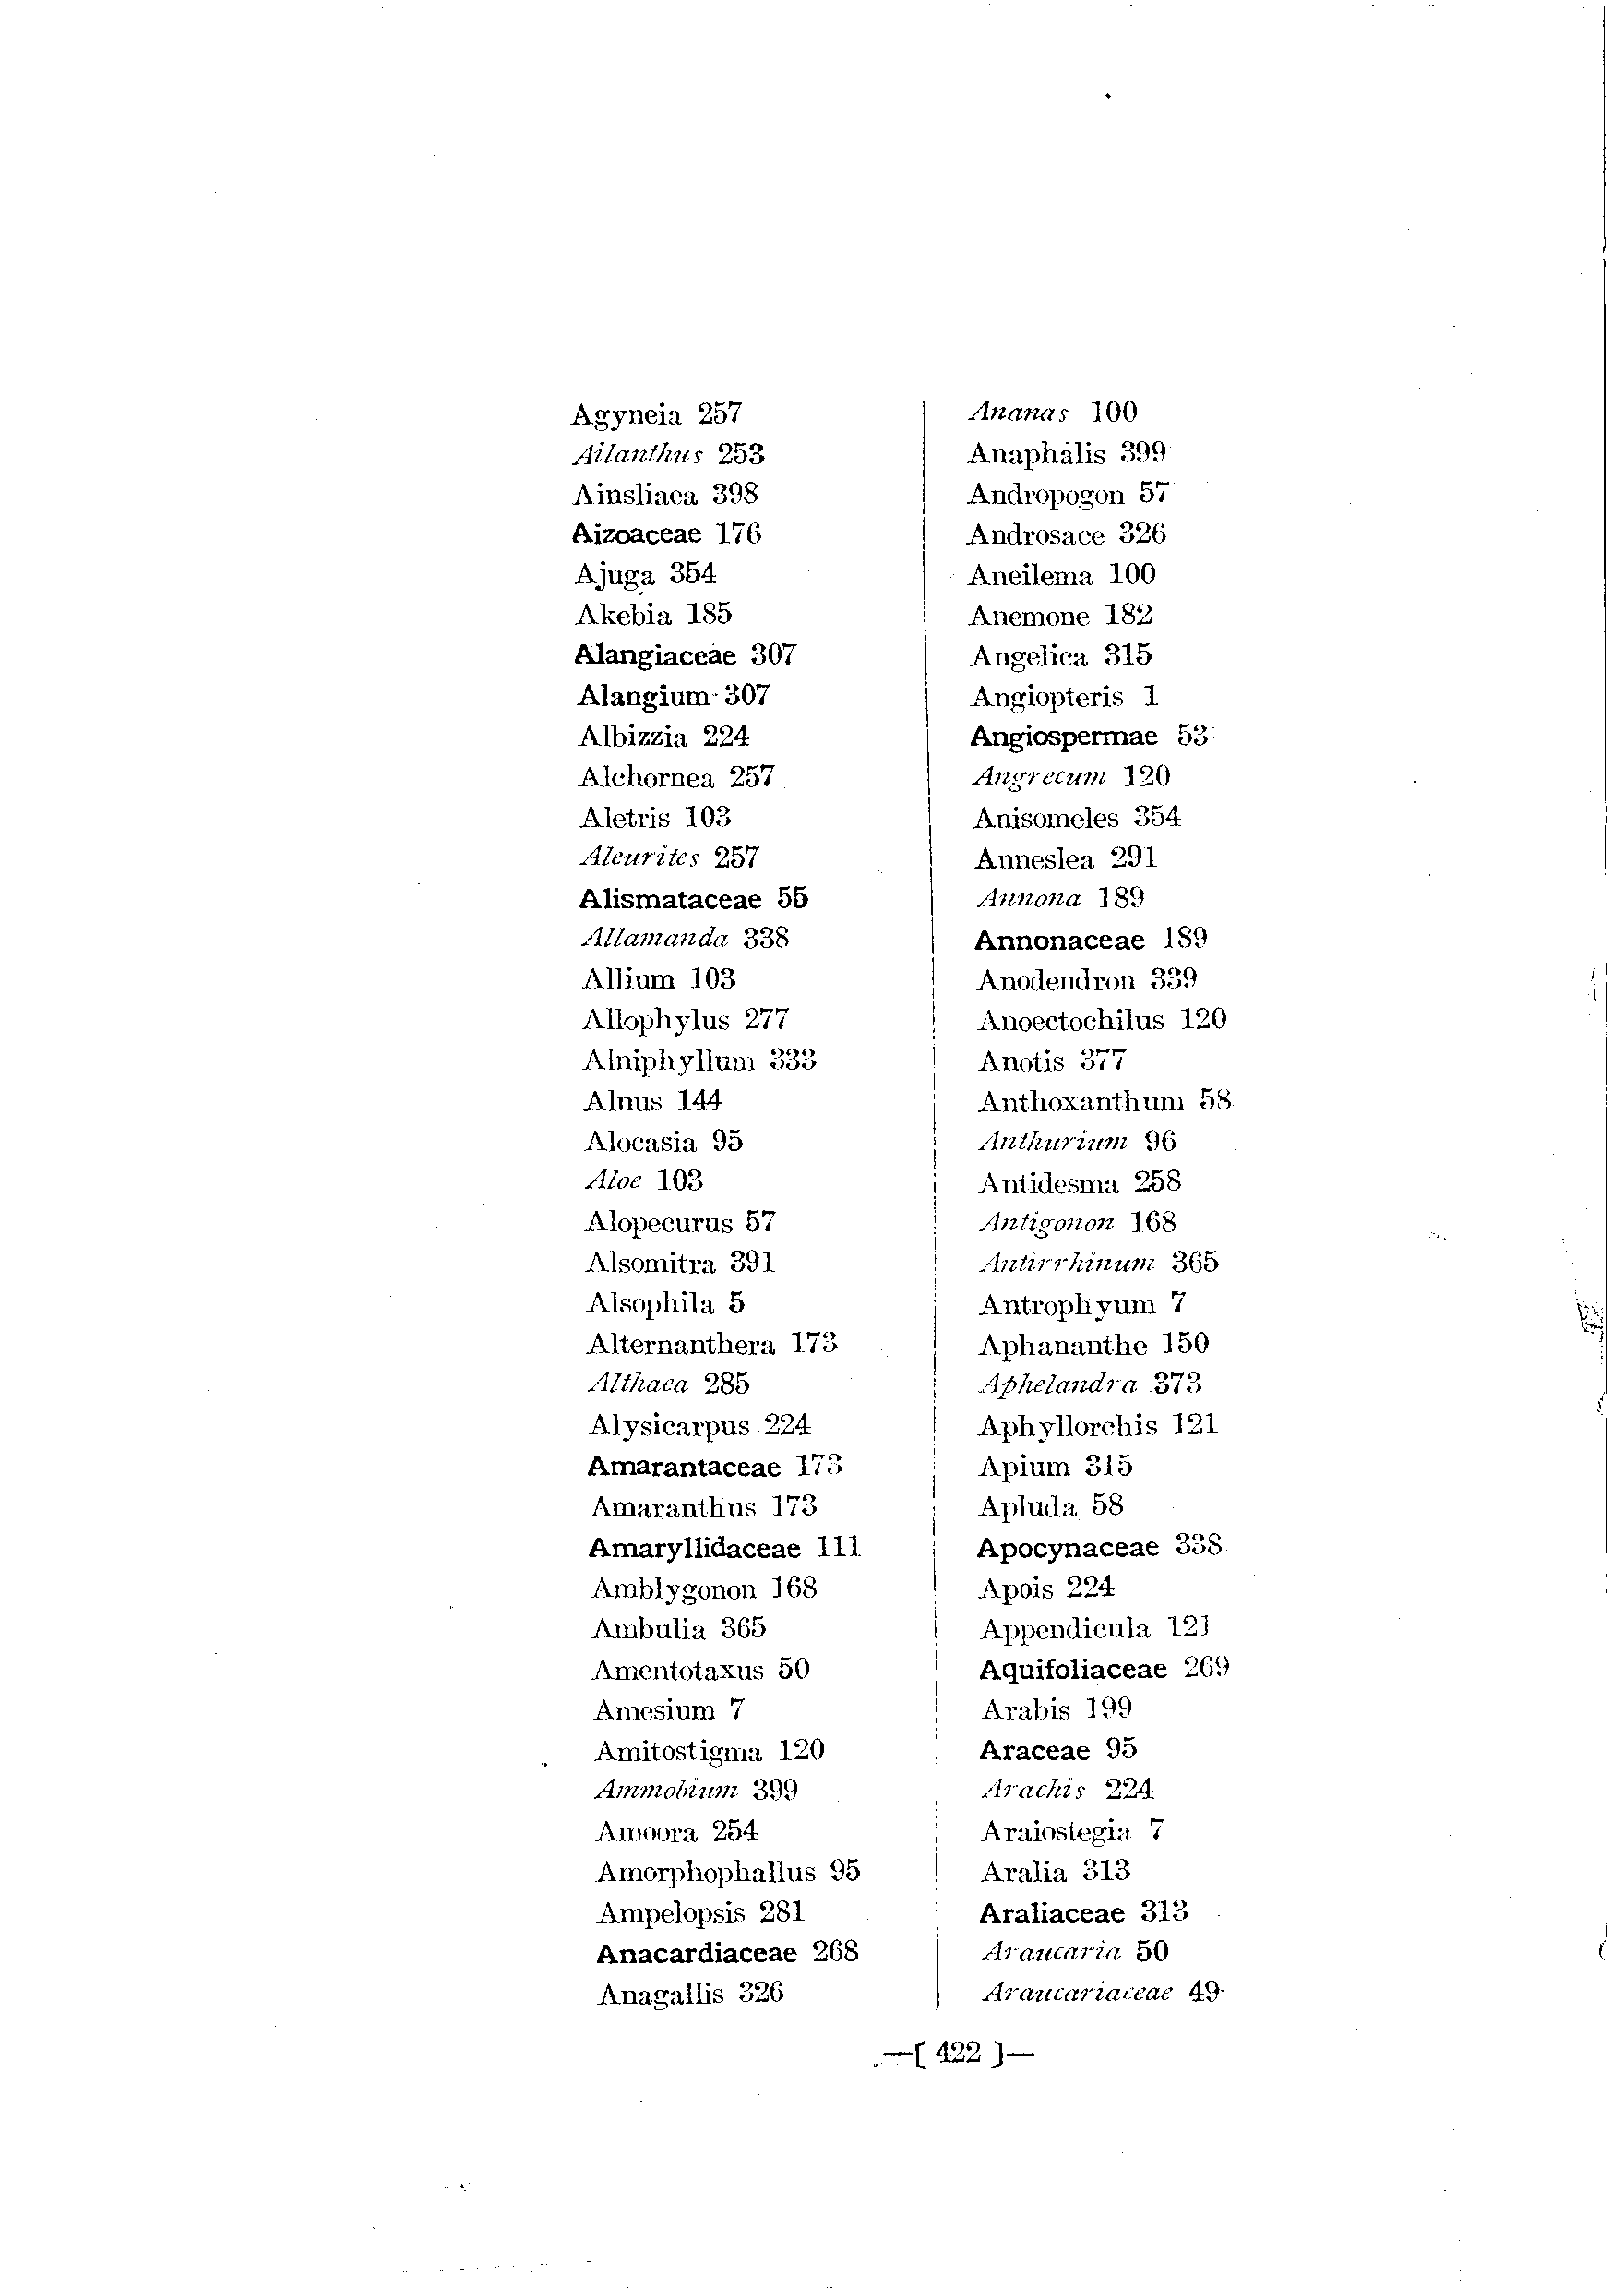 Agyneia 257
Ailanthus 253
Ainsliaea 398
Aizoaceae 176
Ajuga 354
Akebia 185
Alangiaceae 307
Alangium 307
Albizzia 224
Alchornea 257
Aletris 103
Aleurites 257
Alismataceae 55
Allamanda 338
Allium 103
Allophylus 277
Alniphyllum 333
Alnus 144
Alocasia 95
Aloe 103
Alopecurus 57
Alsomitra 391
Alsophila 5
Alternanthera 173
Althaea 285
Alysicarpus 224
Amarantaceae 173
Amaranthus 173
Amaryllidaceae 111
Amblygonon 168
Ambulia 365
Amentotaxus 50
Amesium 7
Amitostigma 120
Ammobium 399
Amoora 254
Amorphophallus 95
Ampelopsis 281
Anacardiaceae 268
Anagallis 326
Ananas 100
Anaphalis 399
Andropogon 57
Androsace 326
Aneilema 100
Anemone 182
Angelica 315
Angiopteris 1
Angiospermae 53
Angrecum 120
Anisomeles 354
Anneslea 291
Annona 189
Annonaceae 189
Anodendron 339
Anoectochilus 120
Anotis 377
Anthoxanthum 58
Anthurium 96
Antidesma 258
Antigonon 168
Antirrhinum 365
Antrophyum 7
Aphananthe 150
Aphelandra 373
Aphyllorchis 121
Apium 315
Apluda 58
Apocynaceae 338
Apois 224
Appendicula 121
Aquifoliaceae 269
Arabis 199
Araceae 95
Arachis 224
Araiostegia 7
Aralia 313
Araliaceae 313
Araucaria 50
Araucariaceae 49
—[ 422 ]—